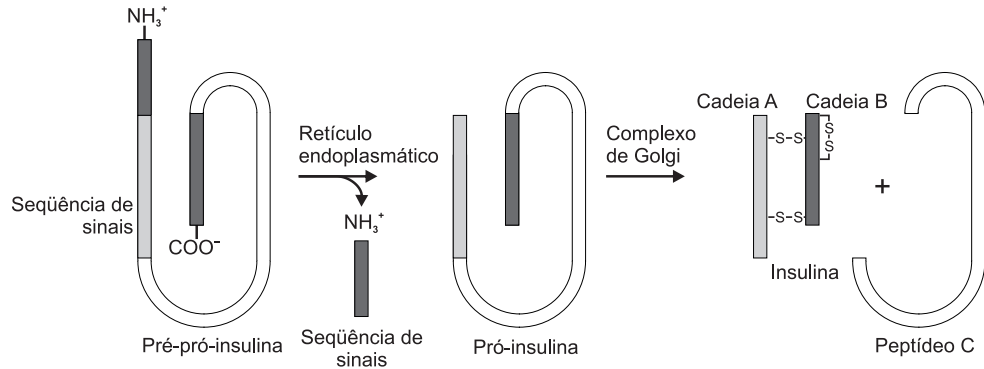 NH₃⁺
Seqüência de
sinais
COO⁻
Pré-pró-insulina
Retículo
endoplasmático
NH₃⁺
Seqüência de
sinais
Pró-insulina
Complexo
de Golgi
Cadeia A
Cadeia B
-S-S-
S-S
-S-S-
+
Insulina
Peptídeo C